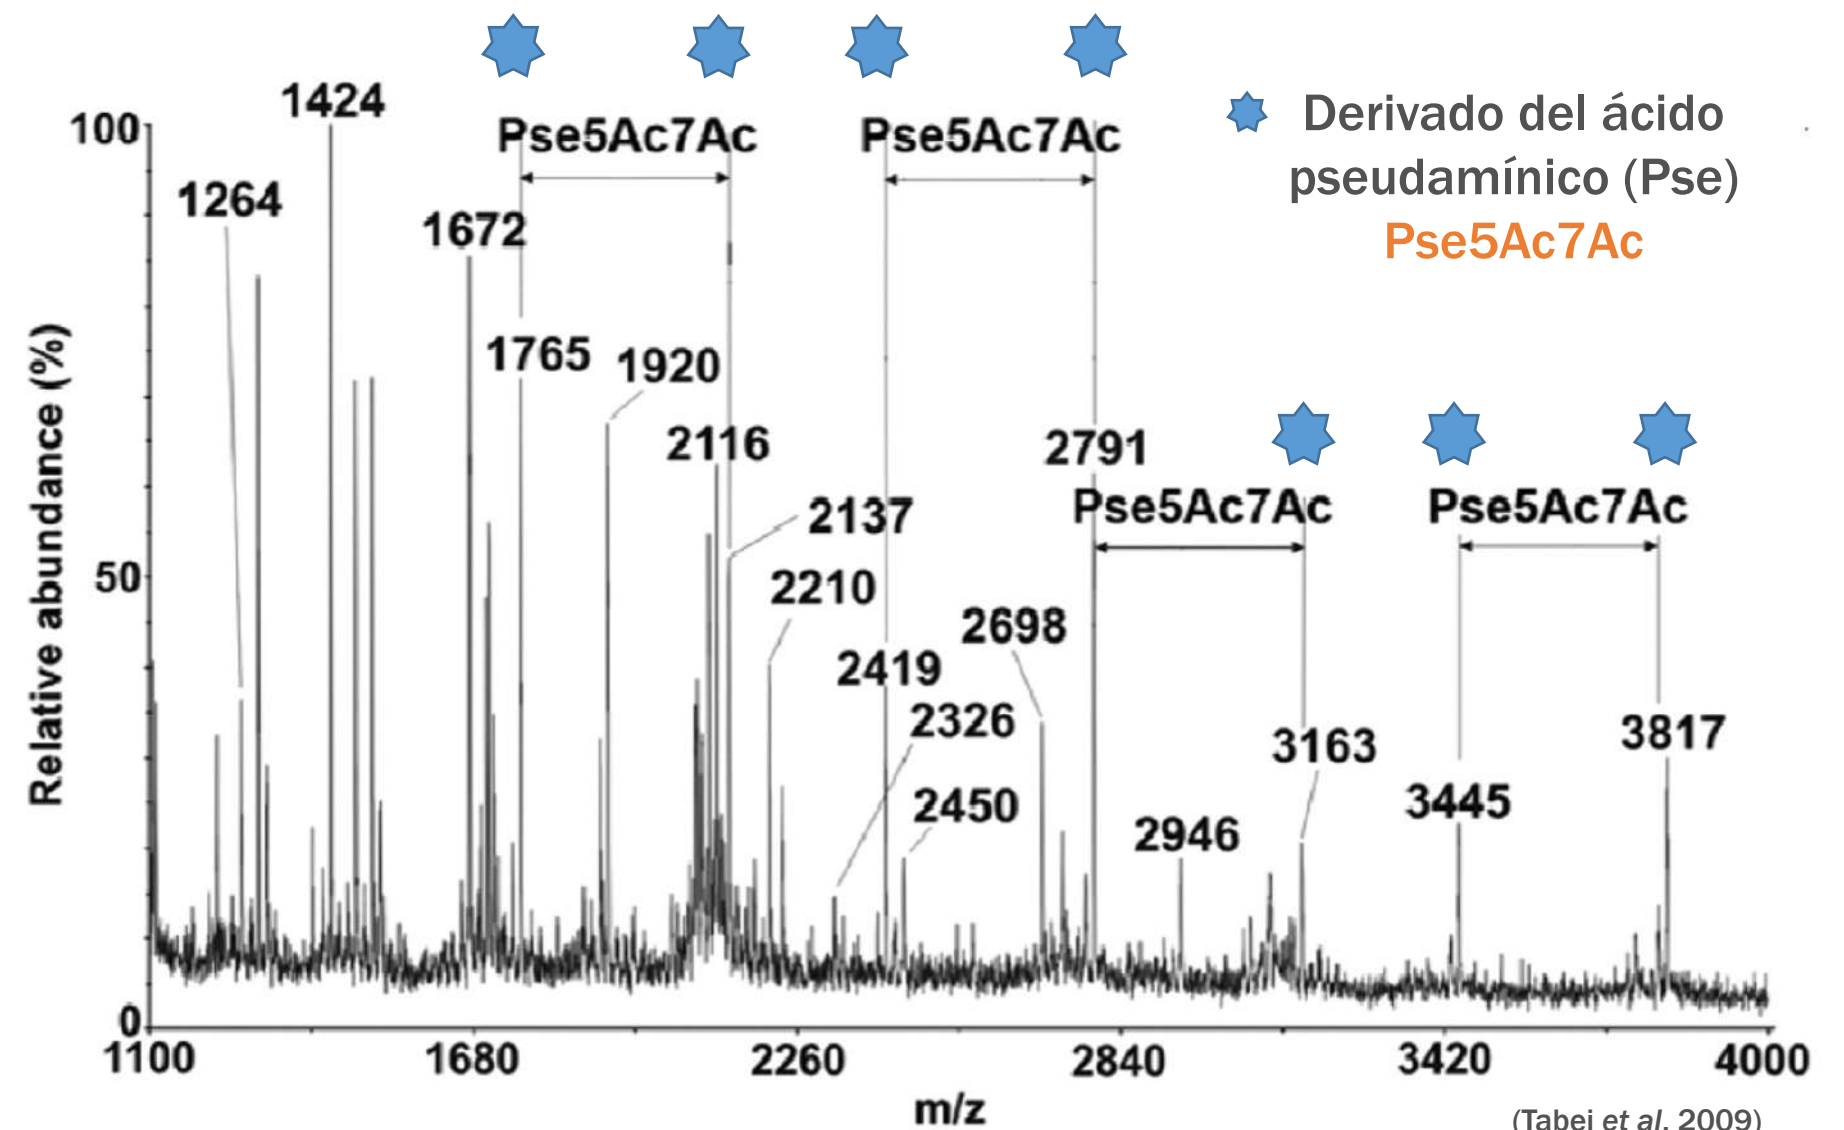 Derivado del ácido
pseudamínico (Pse)
Pse5Ac7Ac
Pse5Ac7Ac
Pse5Ac7Ac
1424
1264
1672
1765
1920
2116
2137
2210
2419
2326
2450
2698
2791
Pse5Ac7Ac
Pse5Ac7Ac
2946
3163
3445
3817
Relative abundance (%)
100
50
0
1100
1680
2260
2840
3420
4000
m/z
(Tabei et al. 2009)